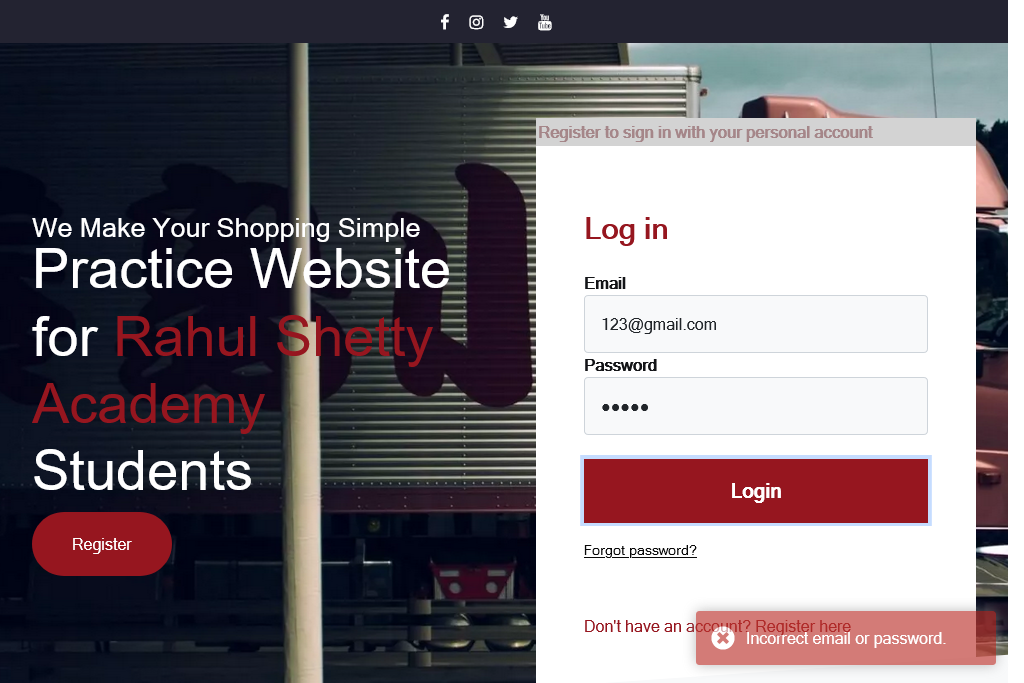 We Make Your Shopping Simple
Practice Website
for Rahul Shetty
Academy
Students
Register
Register to sign in with your personal account
Log in
Email
123@gmail.com
Password
Login
Forgot password?
Don't have an account? Register here
Incorrect email or password.
You
Tube